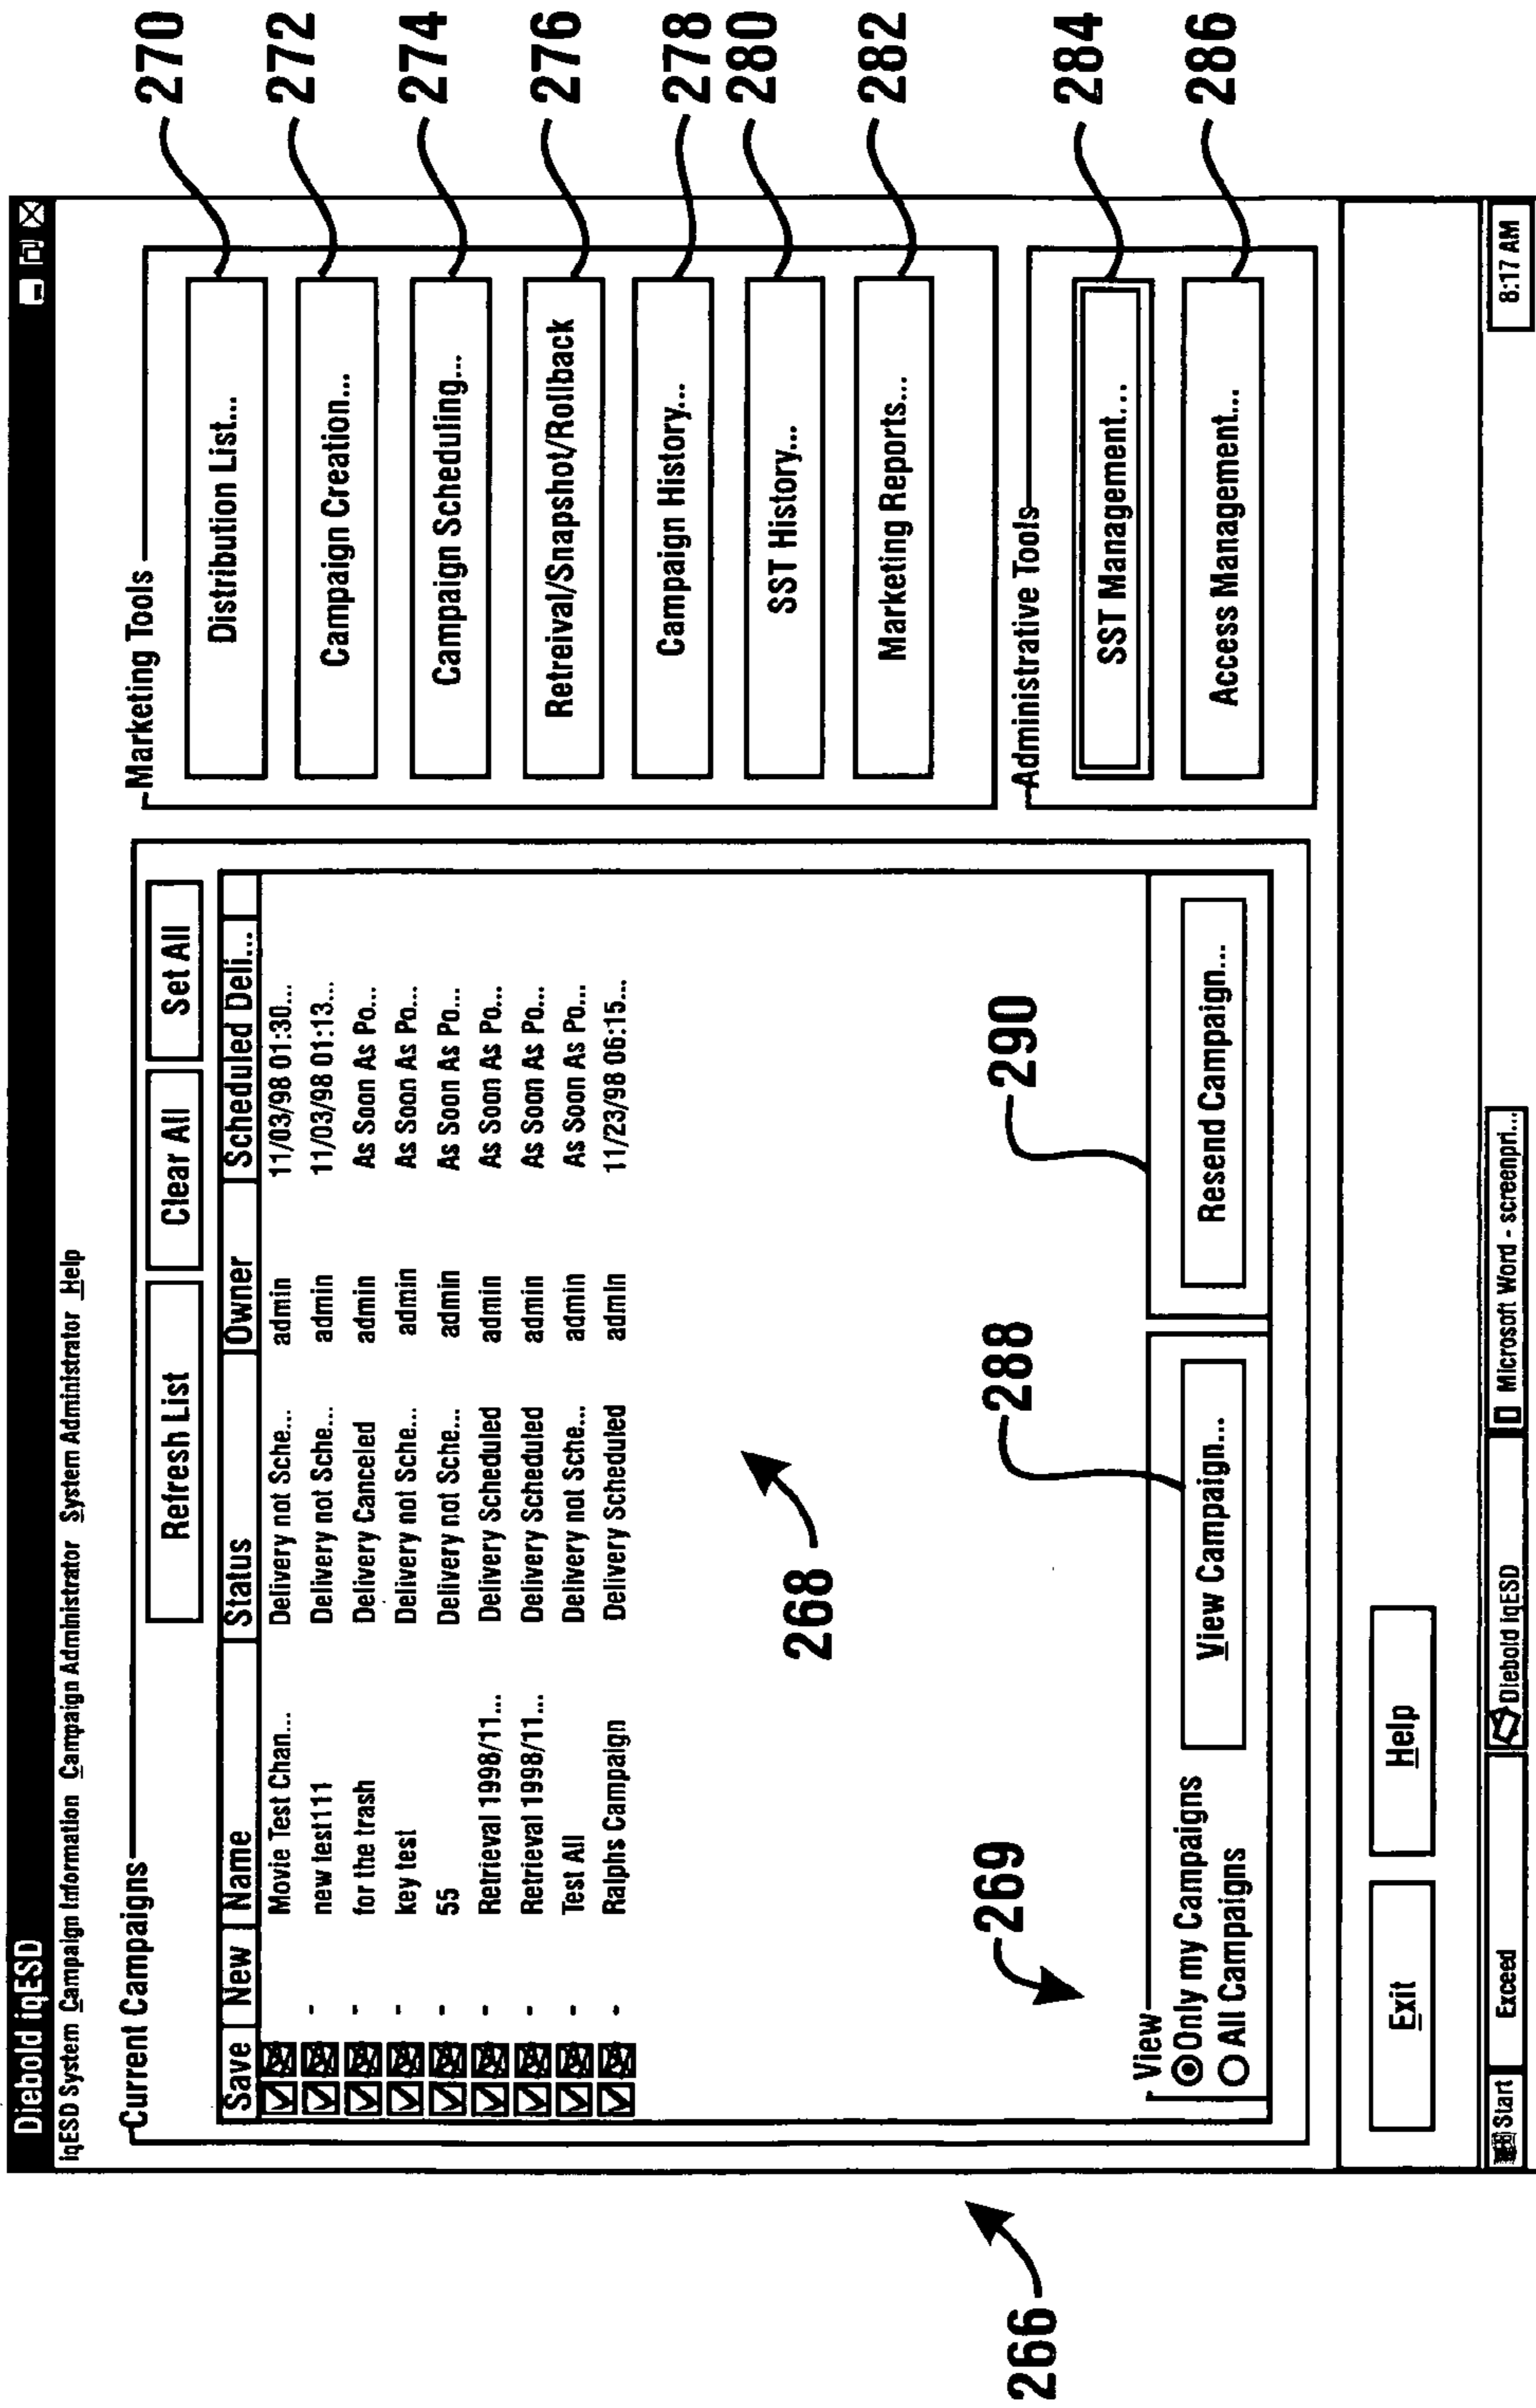 Diebold iqESD
iqESD System Campaign Information Campaign Administrator System Administrator Help
Current Campaigns
Refresh List Clear All Set All
Save New Name Status Owner Scheduled Deli...
Movie Test Chan... Delivery not Sche... admin 11/03/98 01:30...
- new test111 Delivery not Sche... admin 11/03/98 01:13...
- for the trash Delivery Canceled admin As Soon As Po...
- key test Delivery not Sche... admin As Soon As Po...
- 55 Delivery not Sche... admin As Soon As Po...
- Retrieval 1998/11... Delivery Scheduled admin As Soon As Po...
- Retrieval 1998/11... Delivery Scheduled admin As Soon As Po...
- Test All Delivery not Sche... admin As Soon As Po...
- Ralphs Campaign Delivery Scheduled admin 11/23/98 06:15...
268
269
288
290
View
Only my Campaigns
All Campaigns
View Campaign...
Resend Campaign...
Marketing Tools
Distribution List...
270
Campaign Creation...
272
Campaign Scheduling...
274
Retreival/Snapshot/Rollback
276
Campaign History...
278
SST History...
280
Marketing Reports...
282
Administrative Tools
SST Management...
284
Access Management...
286
Exit Help
Start Exceed Diebold iqESD Microsoft Word - screenpri... 8:17 AM
266